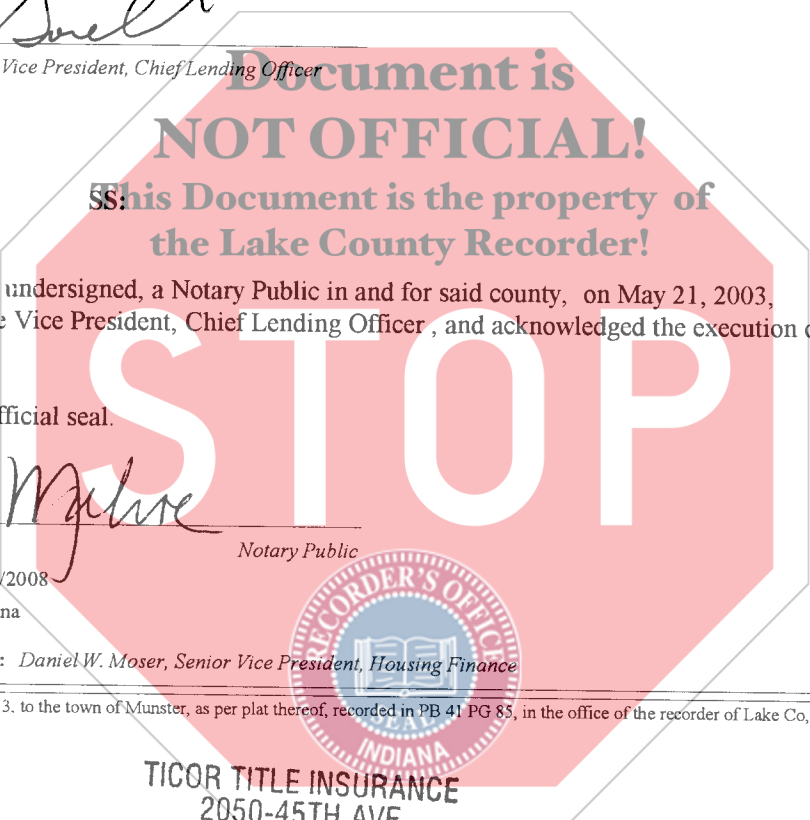 Vice President, Chief Lending Officer
Document is
NOT OFFICIAL!
SS:
This Document is the property of
the Lake County Recorder!
undersigned, a Notary Public in and for said county, on May 21, 2003,
Vice President, Chief Lending Officer , and acknowledged the execution
STOP
fficial seal.
Notary Public
/2008
na
RECORDER'S OFFICE
SEAL
INDIANA
: Daniel W. Moser, Senior Vice President, Housing Finance
3, to the town of Munster, as per plat thereof, recorded in PB 41 PG 85, in the office of the recorder of Lake Co,
TICOR TITLE INSURANCE
2050-45TH AVE